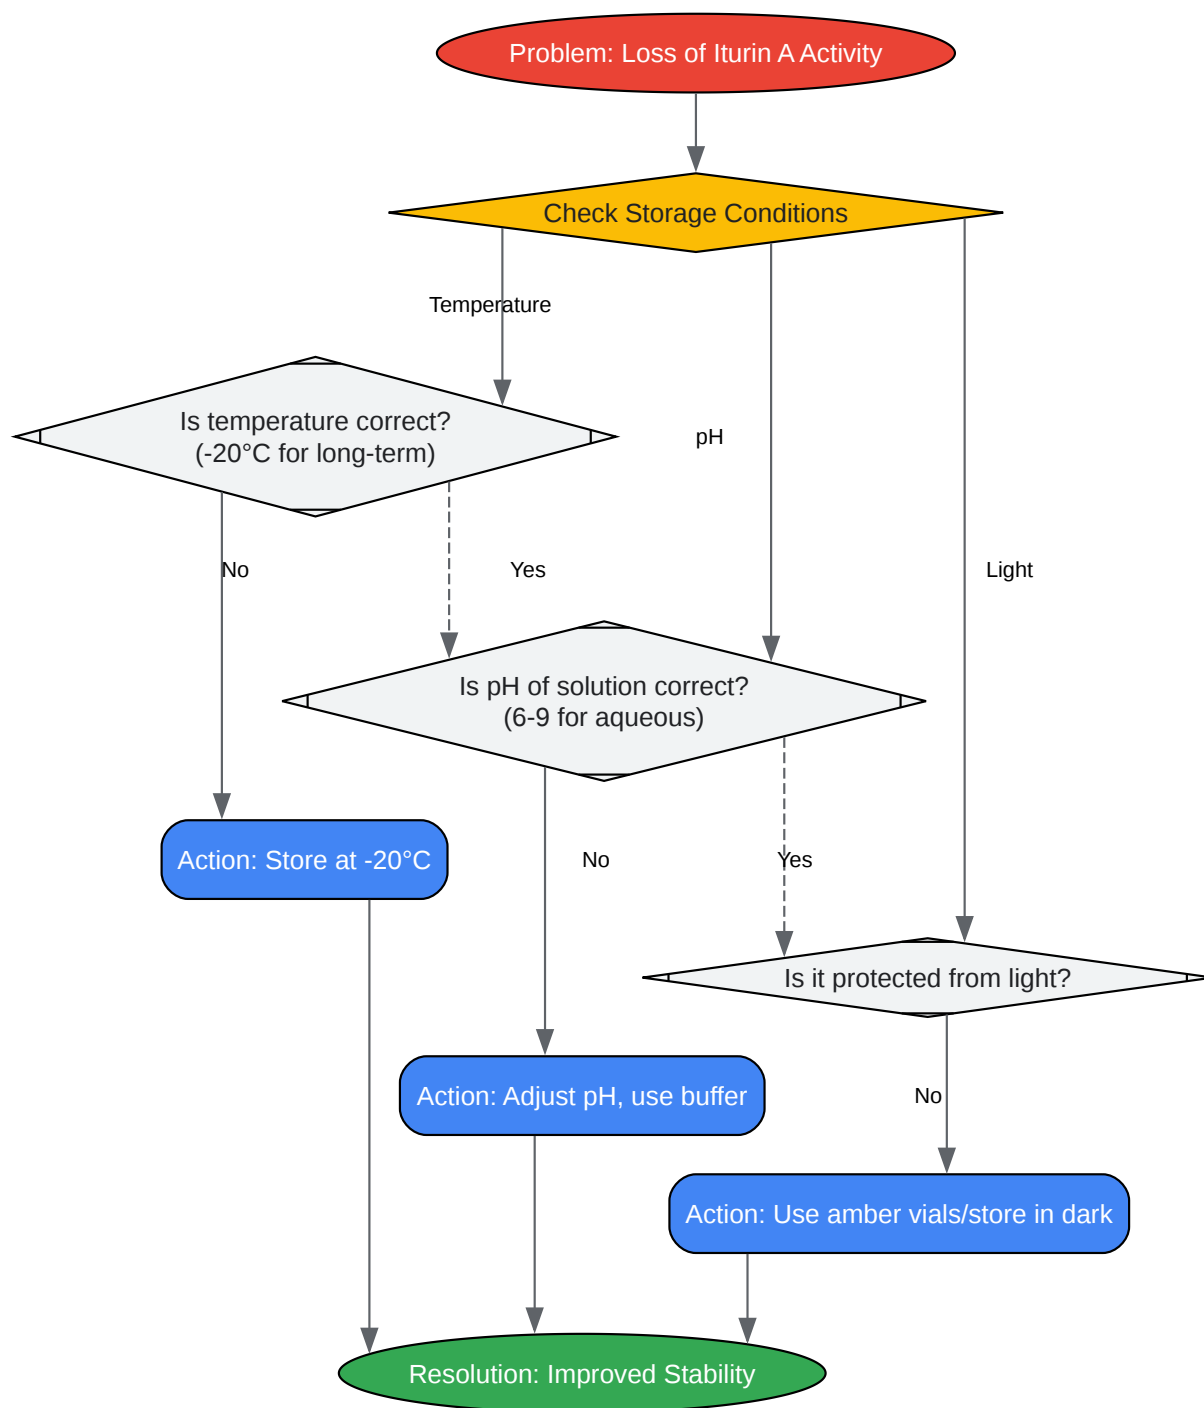 Problem: Loss of Iturin A Activity
Check Storage Conditions
Temperature
Is temperature correct?
(-20°C for long-term)
pH
No
Yes
Light
Is pH of solution correct?
(6-9 for aqueous)
Action: Store at -20°C
No
Yes
Is it protected from light?
Action: Adjust pH, use buffer
No
Action: Use amber vials/store in dark
Resolution: Improved Stability